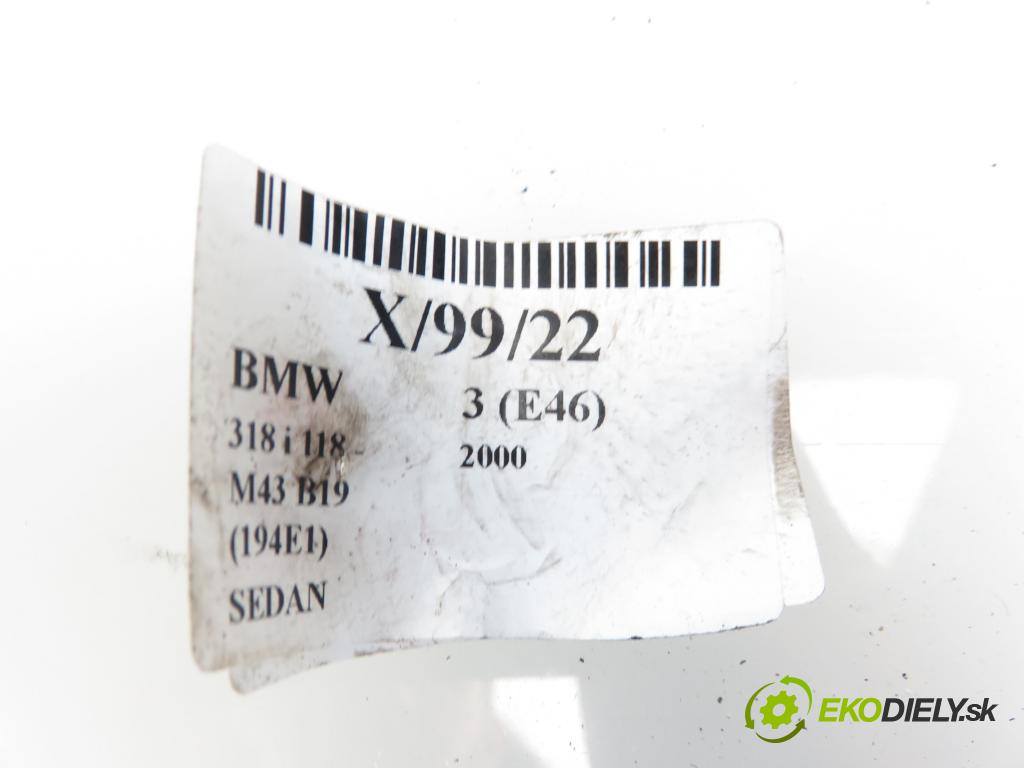 X/99/22
BMW 3 (E46)
318 i 118 2000
M43 B19
(194E1)
SEDAN
EKODIELY.sk